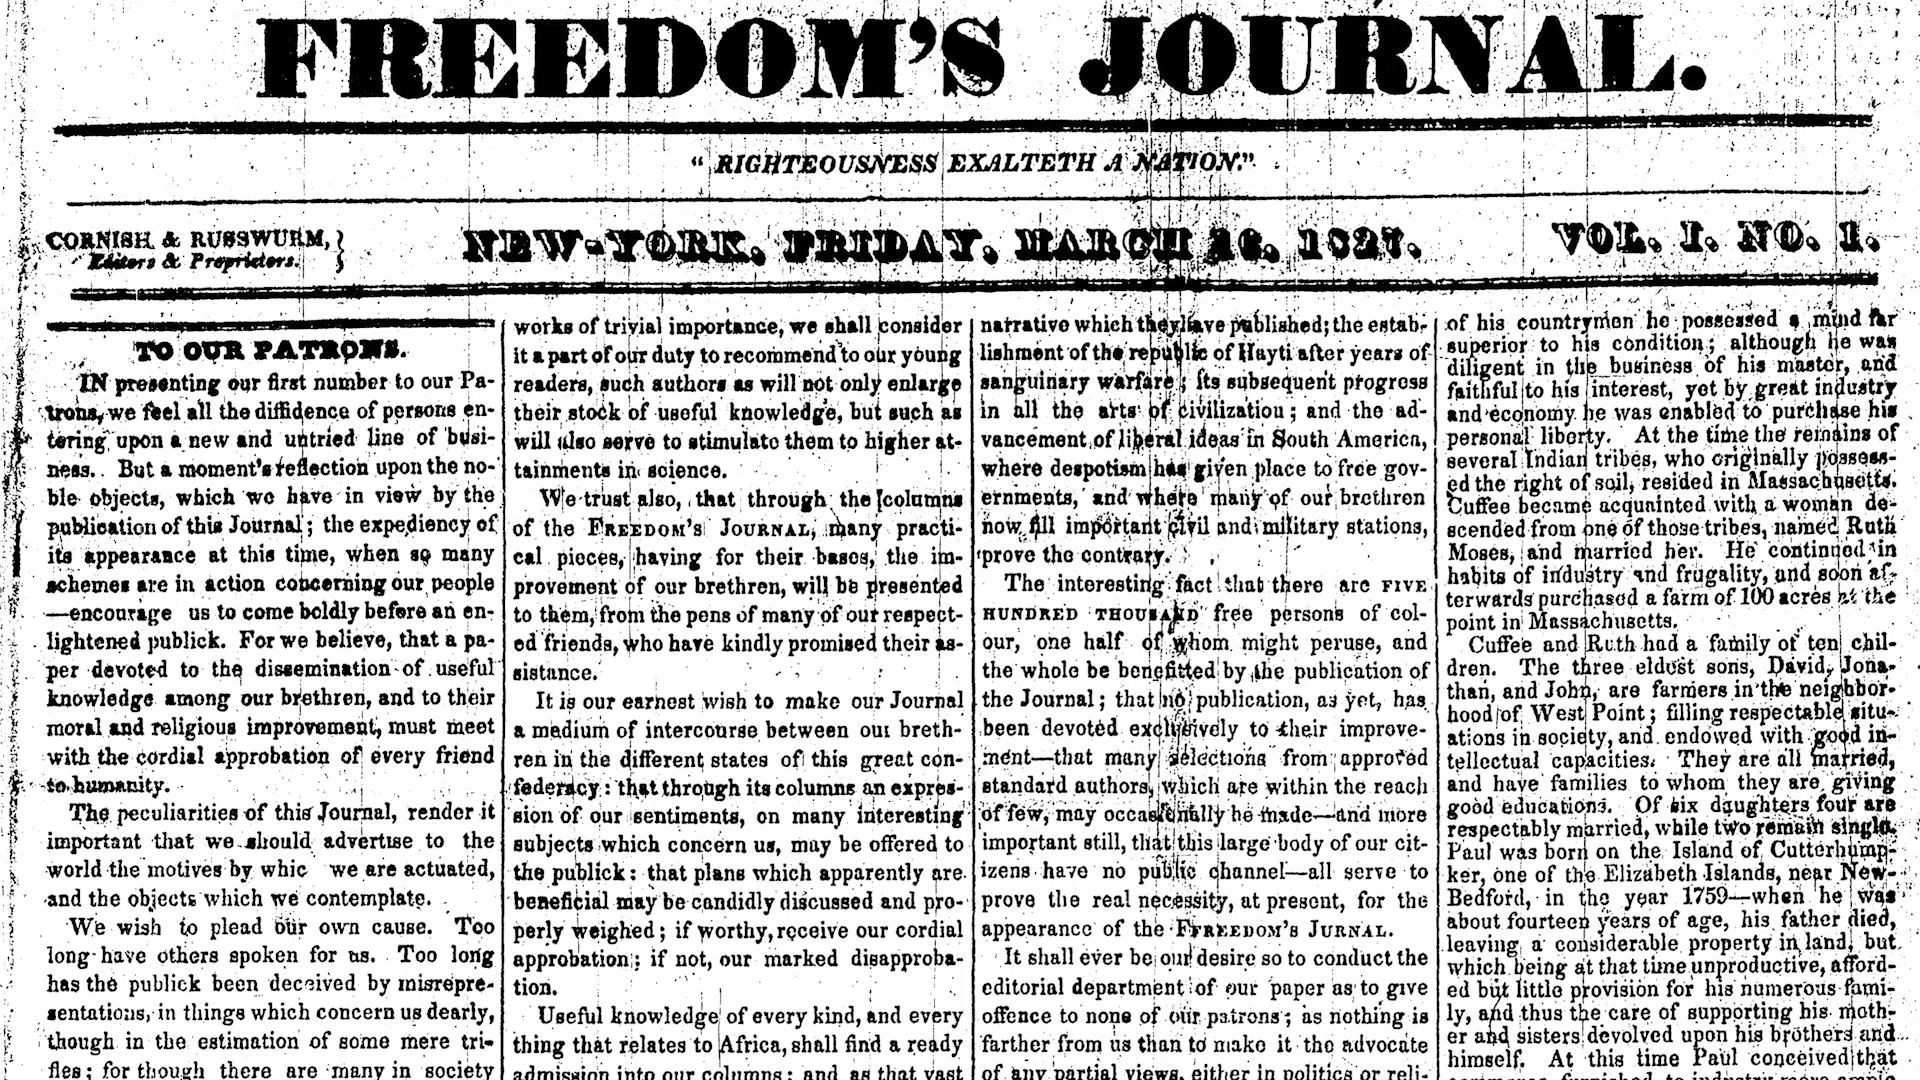 FREEDOM'S JOURNAL.
" RIGHTEOUSNESS EXALTETH A NATION."
CORNISH & RUSSWURM,
Editors & Proprietors.
NEW-YORK, FRIDAY, MARCH 16, 1827.
VOL. I. NO. 1.
TO OUR PATRONS.
IN presenting our first number to our Pa-
trons, we feel all the diffidence of persons en-
tering upon a new and untried line of busi-
ness. But a moment's reflection upon the no-
ble objects, which we have in view by the
publication of this Journal; the expediency of
its appearance at this time, when so many
schemes are in action concerning our people
—encourage us to come boldly before an en-
lightened publick. For we believe, that a pa-
per devoted to the dissemination of useful
knowledge among our brethren, and to their
moral and religious improvement, must meet
with the cordial approbation of every friend
to humanity.
The peculiarities of this Journal, render it
important that we should advertise to the
world the motives by whic we are actuated,
and the objects which we contemplate.
We wish to plead our own cause. Too
long have others spoken for us. Too long
has the publick been deceived by misrepre-
sentations, in things which concern us dearly,
though in the estimation of some mere tri-
fles; for though there are many in society
works of trivial importance, we shall consider
it a part of our duty to recommend to our young
readers, such authors as will not only enlarge
their stock of useful knowledge, but such as
will also serve to stimulate them to higher at-
tainments in science.
We trust also, that through the columns
of the FREEDOM'S JOURNAL, many practi-
cal pieces, having for their bases, the im-
provement of our brethren, will be presented
to them, from the pens of many of our respect-
ed friends, who have kindly promised their as-
sistance.
It is our earnest wish to make our Journal
a medium of intercourse between our breth-
ren in the different states of this great con-
federacy: that through its columns an expres-
sion of our sentiments, on many interesting
subjects which concern us, may be offered to
the publick: that plans which apparently are
beneficial may be candidly discussed and pro-
perly weighed; if worthy, receive our cordial
approbation; if not, our marked disapproba-
tion.
Useful knowledge of every kind, and every
thing that relates to Africa, shall find a ready
admission into our columns; and as that vast
narrative which they have published; the estab-
lishment of the republic of Hayti after years of
sanguinary warfare; its subsequent progress
in all the arts of civilization; and the ad-
vancement of liberal ideas in South America,
where despotism has given place to free gov-
ernments, and where many of our brethren
now fill important civil and military stations,
prove the contrary.
The interesting fact that there are FIVE
HUNDRED THOUSAND free persons of col-
our, one half of whom might peruse, and
the whole be benefitted by the publication of
the Journal; that no publication, as yet, has
been devoted exclusively to their improve-
ment—that many selections from approved
standard authors, which are within the reach
of few, may occasionally be made—and more
important still, that this large body of our cit-
izens have no public channel—all serve to
prove the real necessity, at present, for the
appearance of the FFREEDOM'S JURNAL.
It shall ever be our desire so to conduct the
editorial department of our paper as to give
offence to none of our patrons; as nothing is
farther from us than to make it the advocate
of any partial views, either in politics or reli-
of his countrymen he possessed a mind far
superior to his condition; although he was
diligent in the business of his master, and
faithful to his interest, yet by great industry
and economy he was enabled to purchase his
personal liberty. At the time the remains of
several Indian tribes, who originally possess-
ed the right of soil, resided in Massachusetts.
Cuffee became acquainted with a woman de-
scended from one of those tribes, named Ruth
Moses, and married her. He continued in
habits of industry and frugality, and soon af-
terwards purchased a farm of 100 acres at the
point in Massachusetts.
Cuffee and Ruth had a family of ten chil-
dren. The three eldest sons, David, Jona-
than, and John, are farmers in the neighbor-
hood of West Point; filling respectable situ-
ations in society, and endowed with good in-
tellectual capacities. They are all married,
and have families to whom they are giving
good educations. Of six daughters four are
respectably married, while two remain single.
Paul was born on the Island of Cutterhump-
ker, one of the Elizabeth Islands, near New-
Bedford, in the year 1759—when he was
about fourteen years of age, his father died,
leaving a considerable property in land, but
which being at that time unproductive, afford-
ed but little provision for his numerous fami-
ly, and thus the care of supporting his moth-
er and sisters devolved upon his brothers and
himself. At this time Paul conceived that